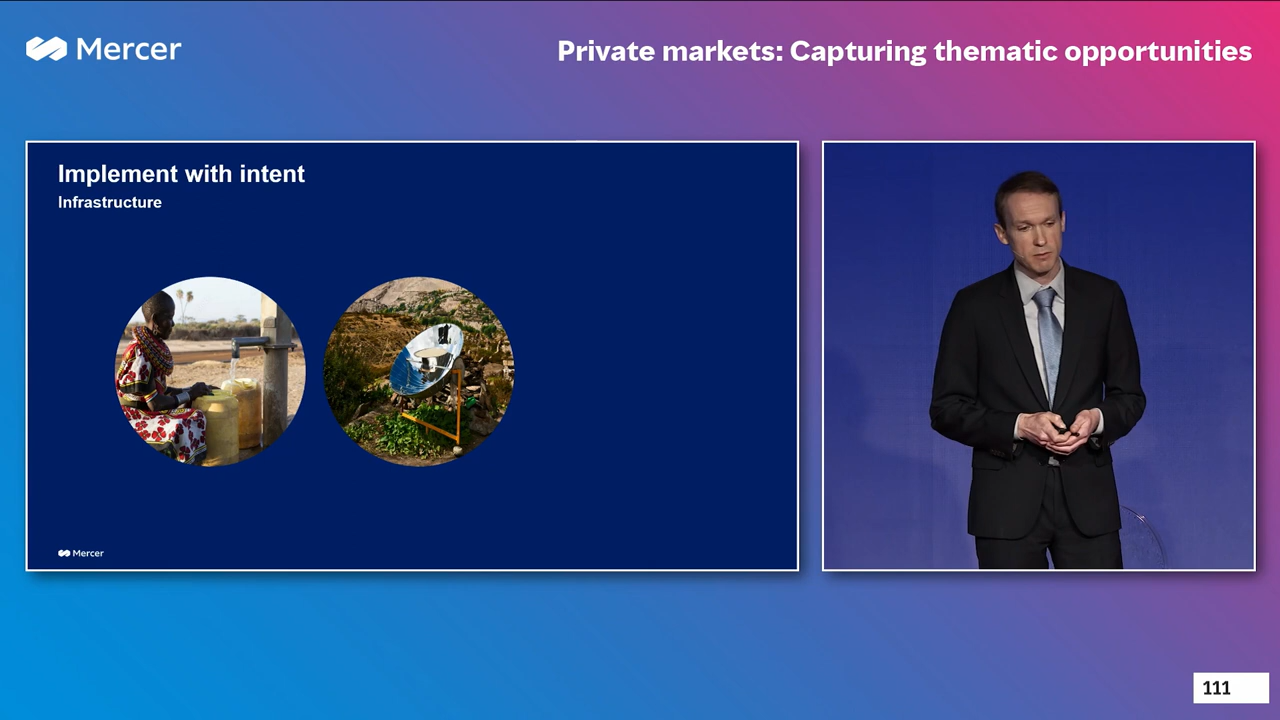 Mercer
Private markets: Capturing thematic opportunities
Implement with intent
Infrastructure
Mercer
111